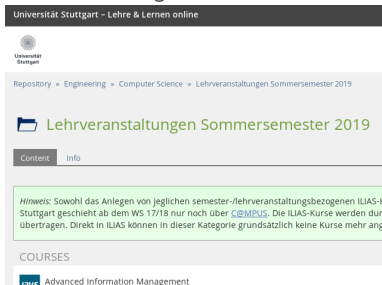 Universität Stuttgart – Lehre & Lernen online
Universität
Stuttgart
Repository » Engineering » Computer Science » Lehrveranstaltungen Sommersemester 2019
Lehrveranstaltungen Sommersemester 2019
Content Info
Hinweis: Sowohl das Anlegen von jeglichen semester-/lehrveranstaltungsbezogenen ILIAS-
Stuttgart geschieht ab dem WS 17/18 nur noch über C@MPUS. Die ILIAS-Kurse werden
übertragen. Direkt in ILIAS können in dieser Kategorie grundsätzlich keine Kurse mehr
COURSES
Advanced Information Management